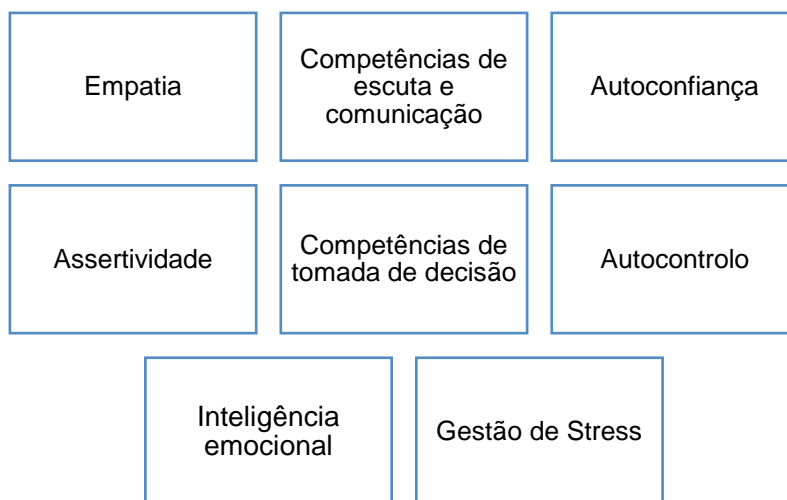 Empatia
Competências de
escuta e
comunicação
Autoconfiança
Assertividade
Competências de
tomada de decisão
Autocontrolo
Inteligência
emocional
Gestão de Stress